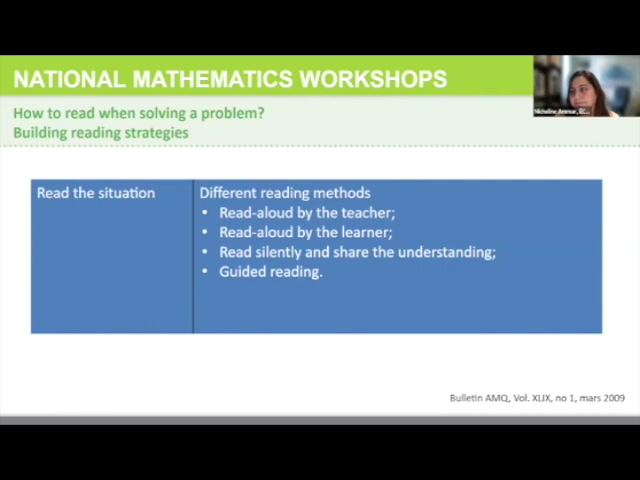 NATIONAL MATHEMATICS WORKSHOPS
How to read when solving a problem?
Building reading strategies
Micheline Ammar,
Read the situation
Different reading methods
• Read-aloud by the teacher;
• Read-aloud by the learner;
• Read silently and share the understanding;
• Guided reading.
Bulletin AMQ, Vol. XLIX, no 1, mars 2009